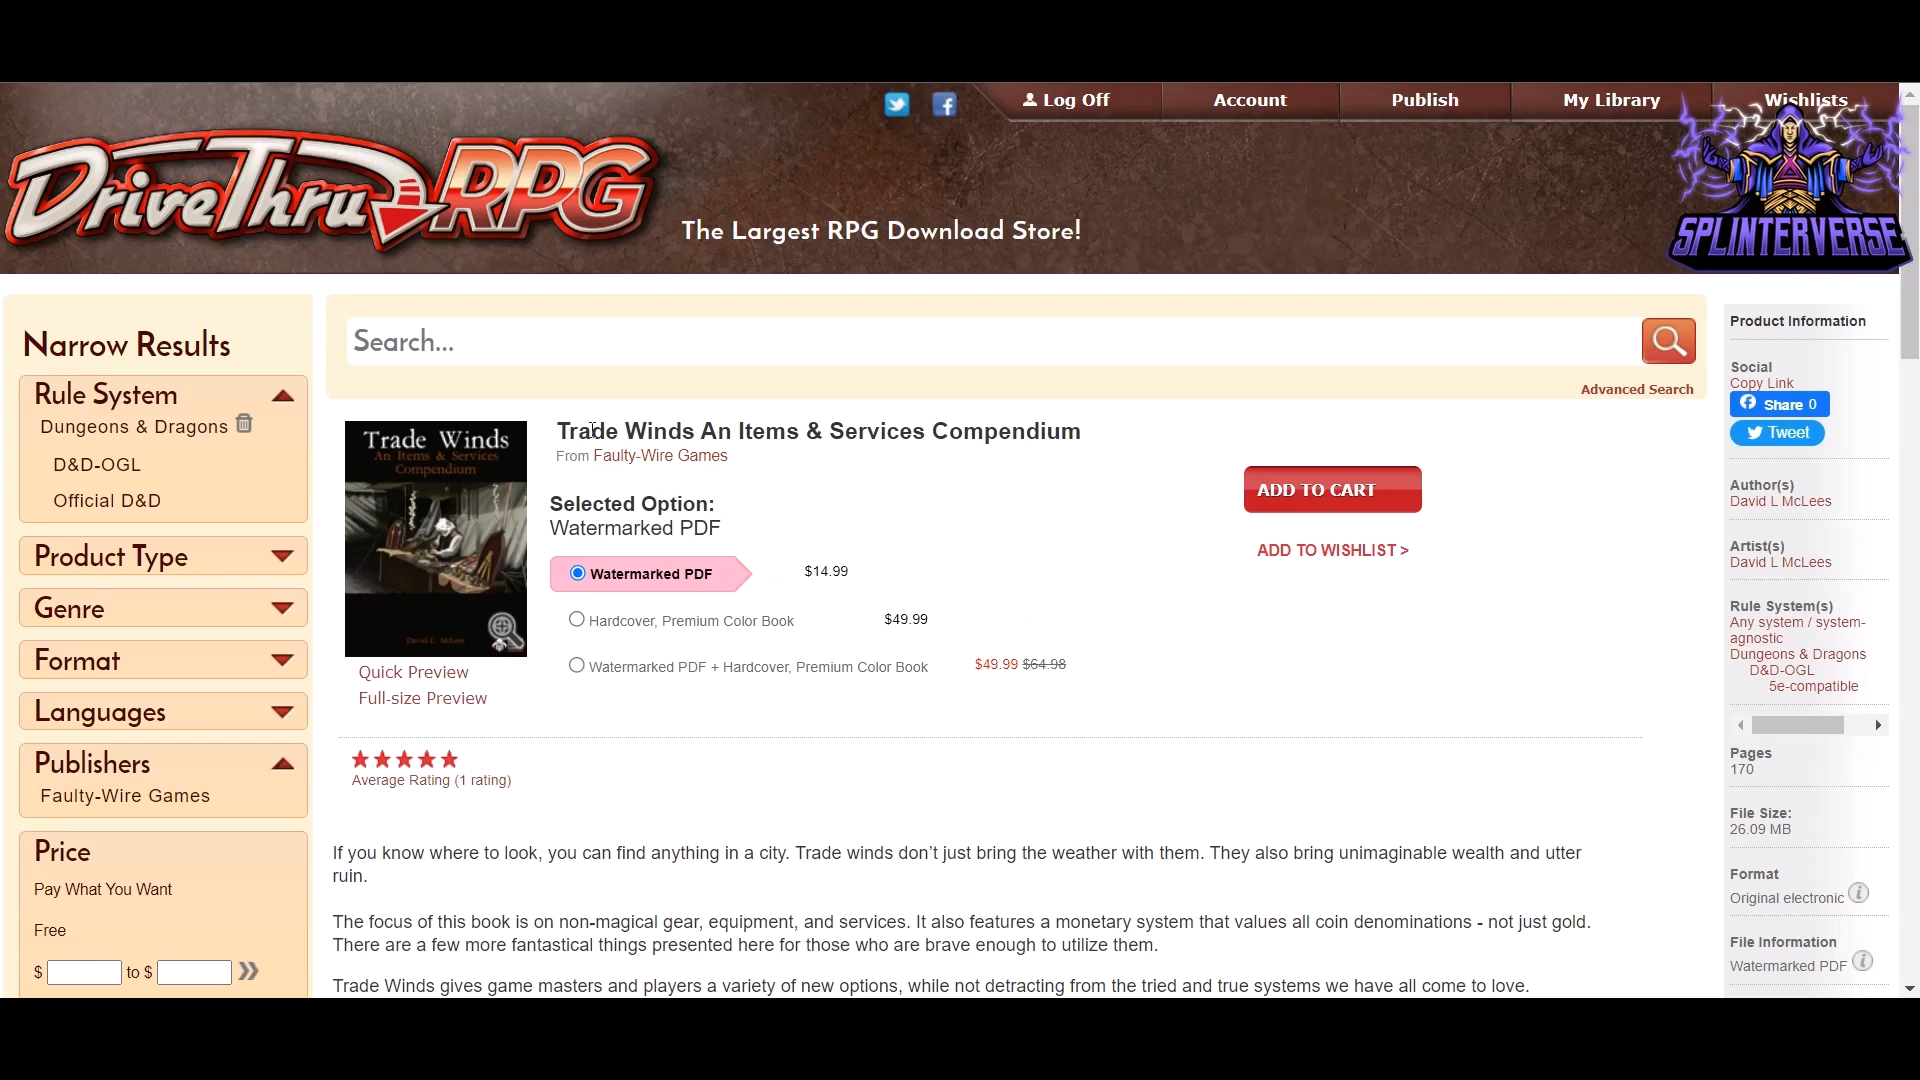 Log Off
Account
Publish
My Library
Wishlists
DriveThruRPG
The Largest RPG Download Store!
SPLINTERVERSE
Narrow Results
Rule System
Dungeons & Dragons
D&D-OGL
Official D&D
Product Type
Genre
Format
Languages
Publishers
Faulty-Wire Games
Price
Pay What You Want
Free
$ to $
Search...
Advanced Search
Trade Winds
An Items & Services
Compendium
David L McLees
Quick Preview
Full-size Preview
Trade Winds An Items & Services Compendium
From Faulty-Wire Games
Selected Option:
Watermarked PDF
Watermarked PDF $14.99
Hardcover, Premium Color Book $49.99
Watermarked PDF + Hardcover, Premium Color Book $49.99 $64.98
ADD TO CART
ADD TO WISHLIST >
Average Rating (1 rating)
If you know where to look, you can find anything in a city. Trade winds don't just bring the weather with them. They also bring unimaginable wealth and utter
ruin.
The focus of this book is on non-magical gear, equipment, and services. It also features a monetary system that values all coin denominations - not just gold.
There are a few more fantastical things presented here for those who are brave enough to utilize them.
Trade Winds gives game masters and players a variety of new options, while not detracting from the tried and true systems we have all come to love.
Product Information
Social
Copy Link
Share 0
Tweet
Author(s)
David L McLees
Artist(s)
David L McLees
Rule System(s)
Any system / system-
agnostic
Dungeons & Dragons
D&D-OGL
5e-compatible
Pages
170
File Size:
26.09 MB
Format
Original electronic
File Information
Watermarked PDF